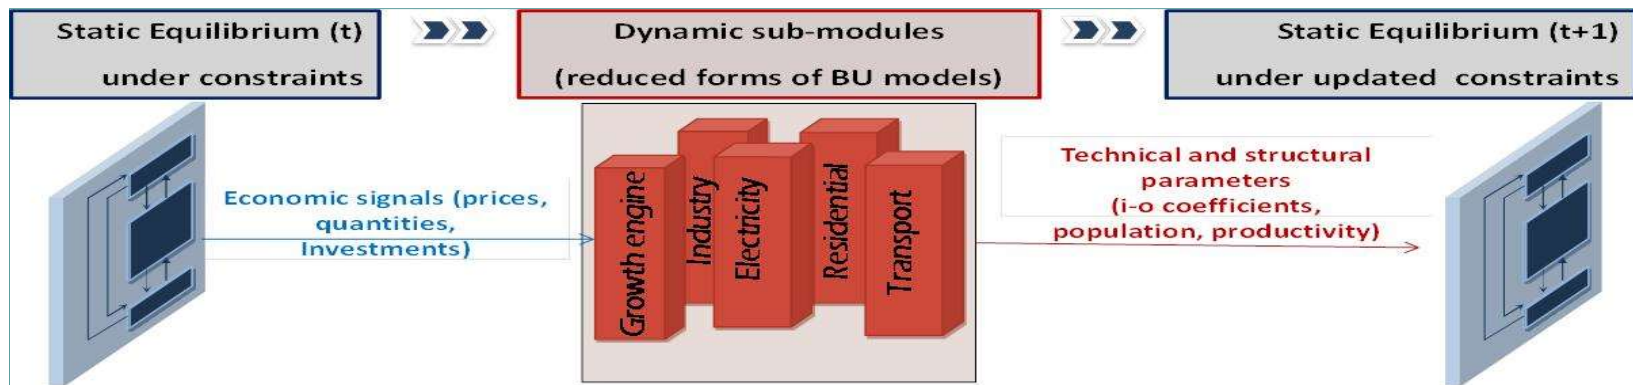 Static Equilibrium (t)
under constraints
Dynamic sub-modules
(reduced forms of BU models)
Static Equilibrium (t+1)
under updated constraints
Economic signals (prices,
quantities,
Investments)
Growth engine
Industry
Electricity
Residential
Transport
Technical and structural
parameters
(i-o coefficients,
population, productivity)